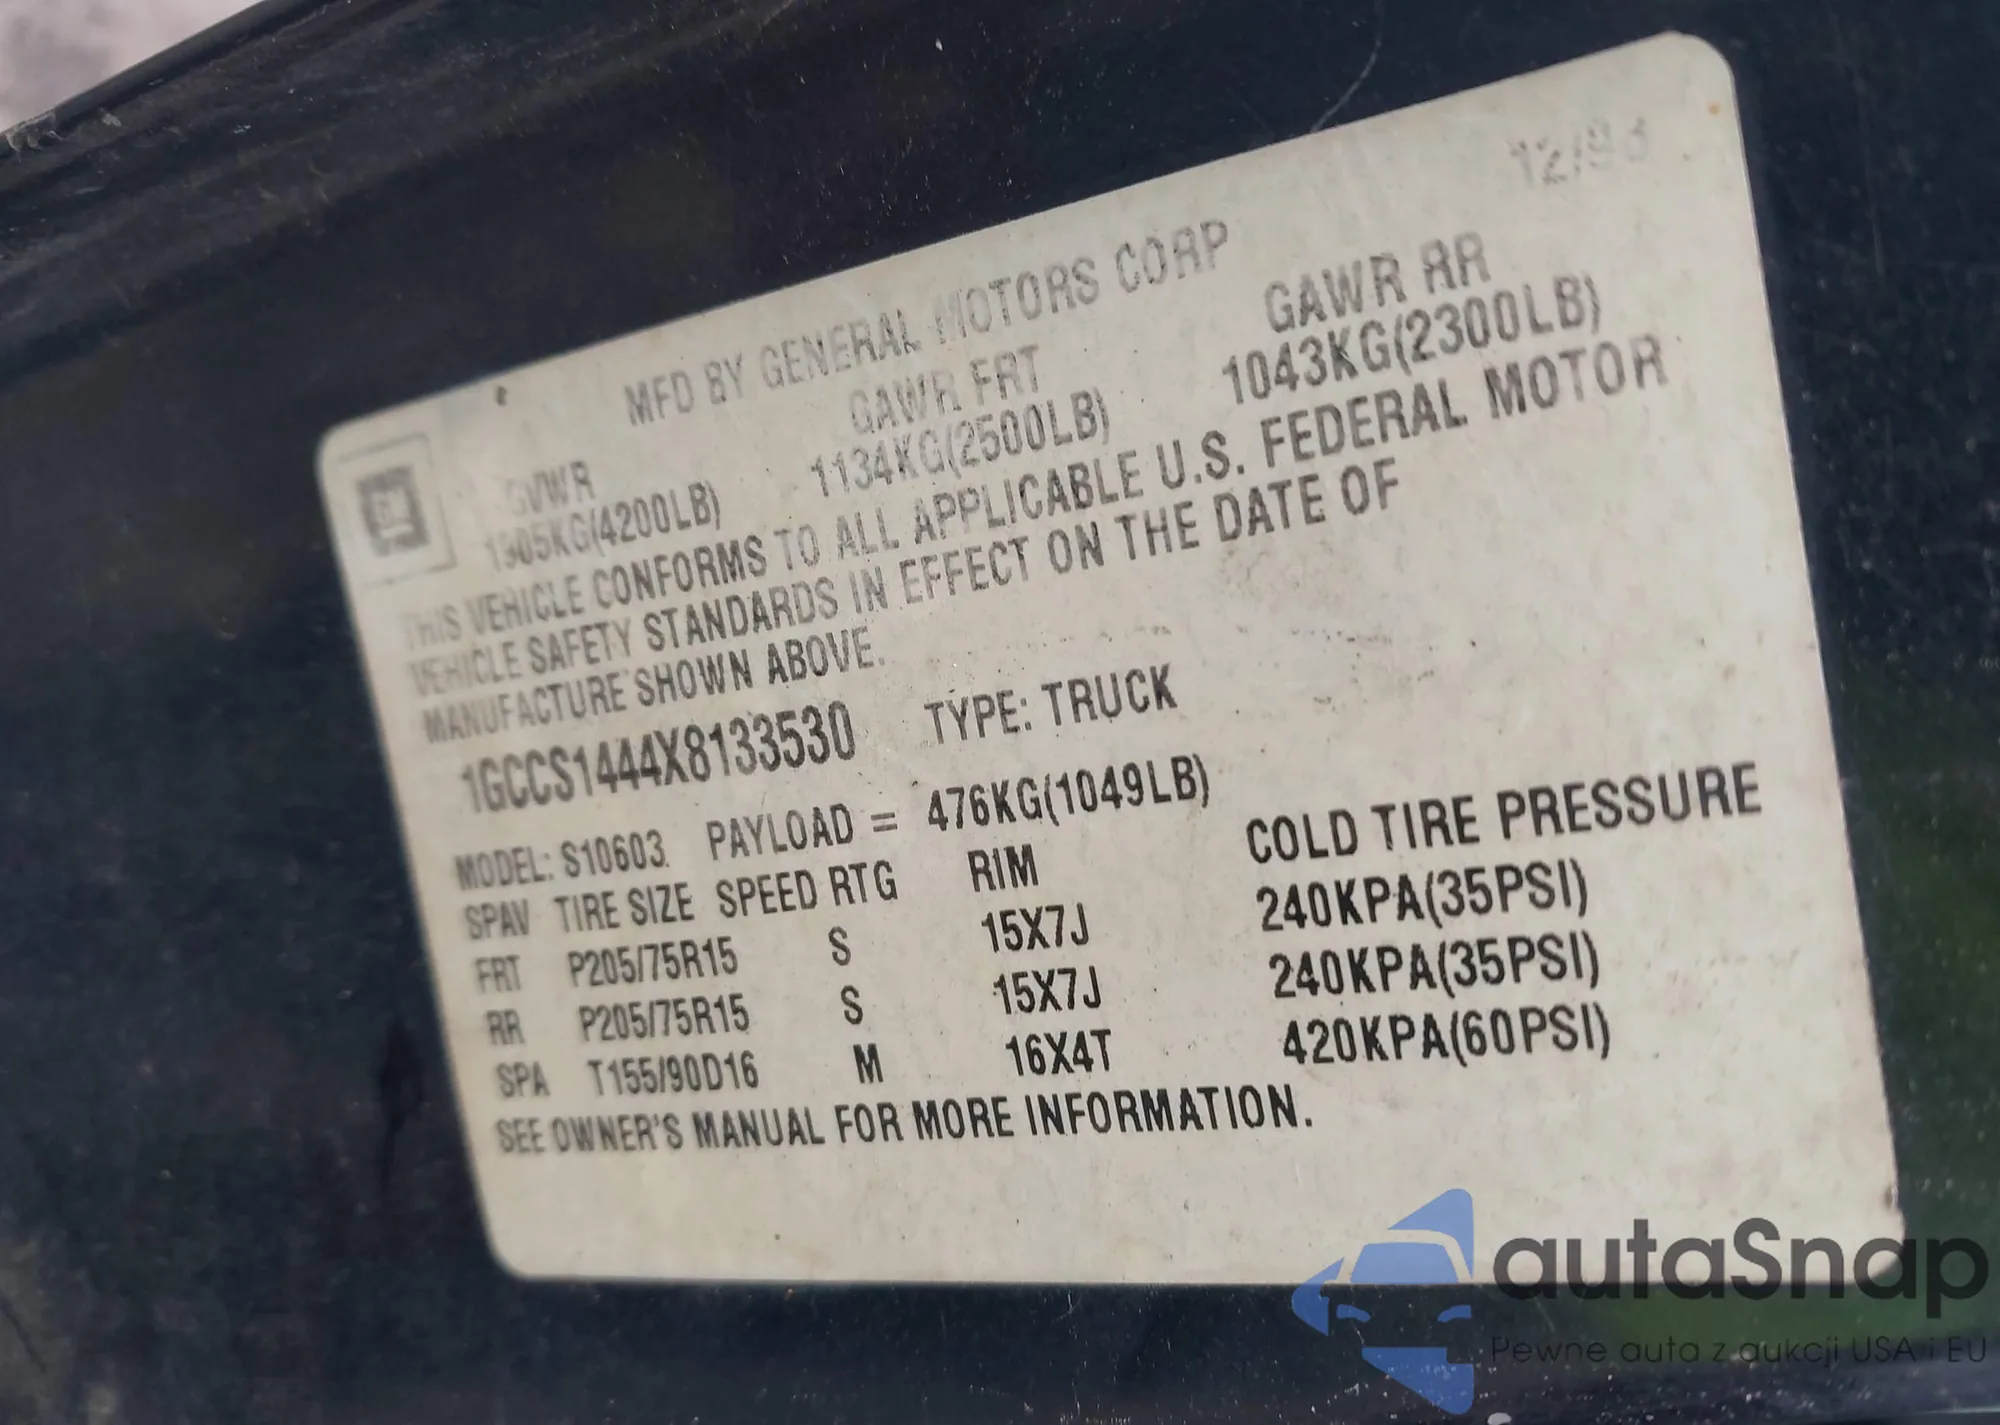 12/98
MFD BY GENERAL MOTORS CORP
GVWR GAWR FRT GAWR RR
1905KG(4200LB) 1134KG(2500LB) 1043KG(2300LB)
THIS VEHICLE CONFORMS TO ALL APPLICABLE U.S. FEDERAL MOTOR
VEHICLE SAFETY STANDARDS IN EFFECT ON THE DATE OF
MANUFACTURE SHOWN ABOVE.
1GCCS1444X8133530 TYPE: TRUCK
MODEL: S10603 PAYLOAD = 476KG(1049LB)
SPAV TIRE SIZE SPEED RTG RIM COLD TIRE PRESSURE
FRT P205/75R15 S 15X7J 240KPA(35PSI)
RR P205/75R15 S 15X7J 240KPA(35PSI)
SPA T155/90D16 M 16X4T 420KPA(60PSI)
SEE OWNER'S MANUAL FOR MORE INFORMATION.
autaSnap
Pewne auta z aukcji USA i EU